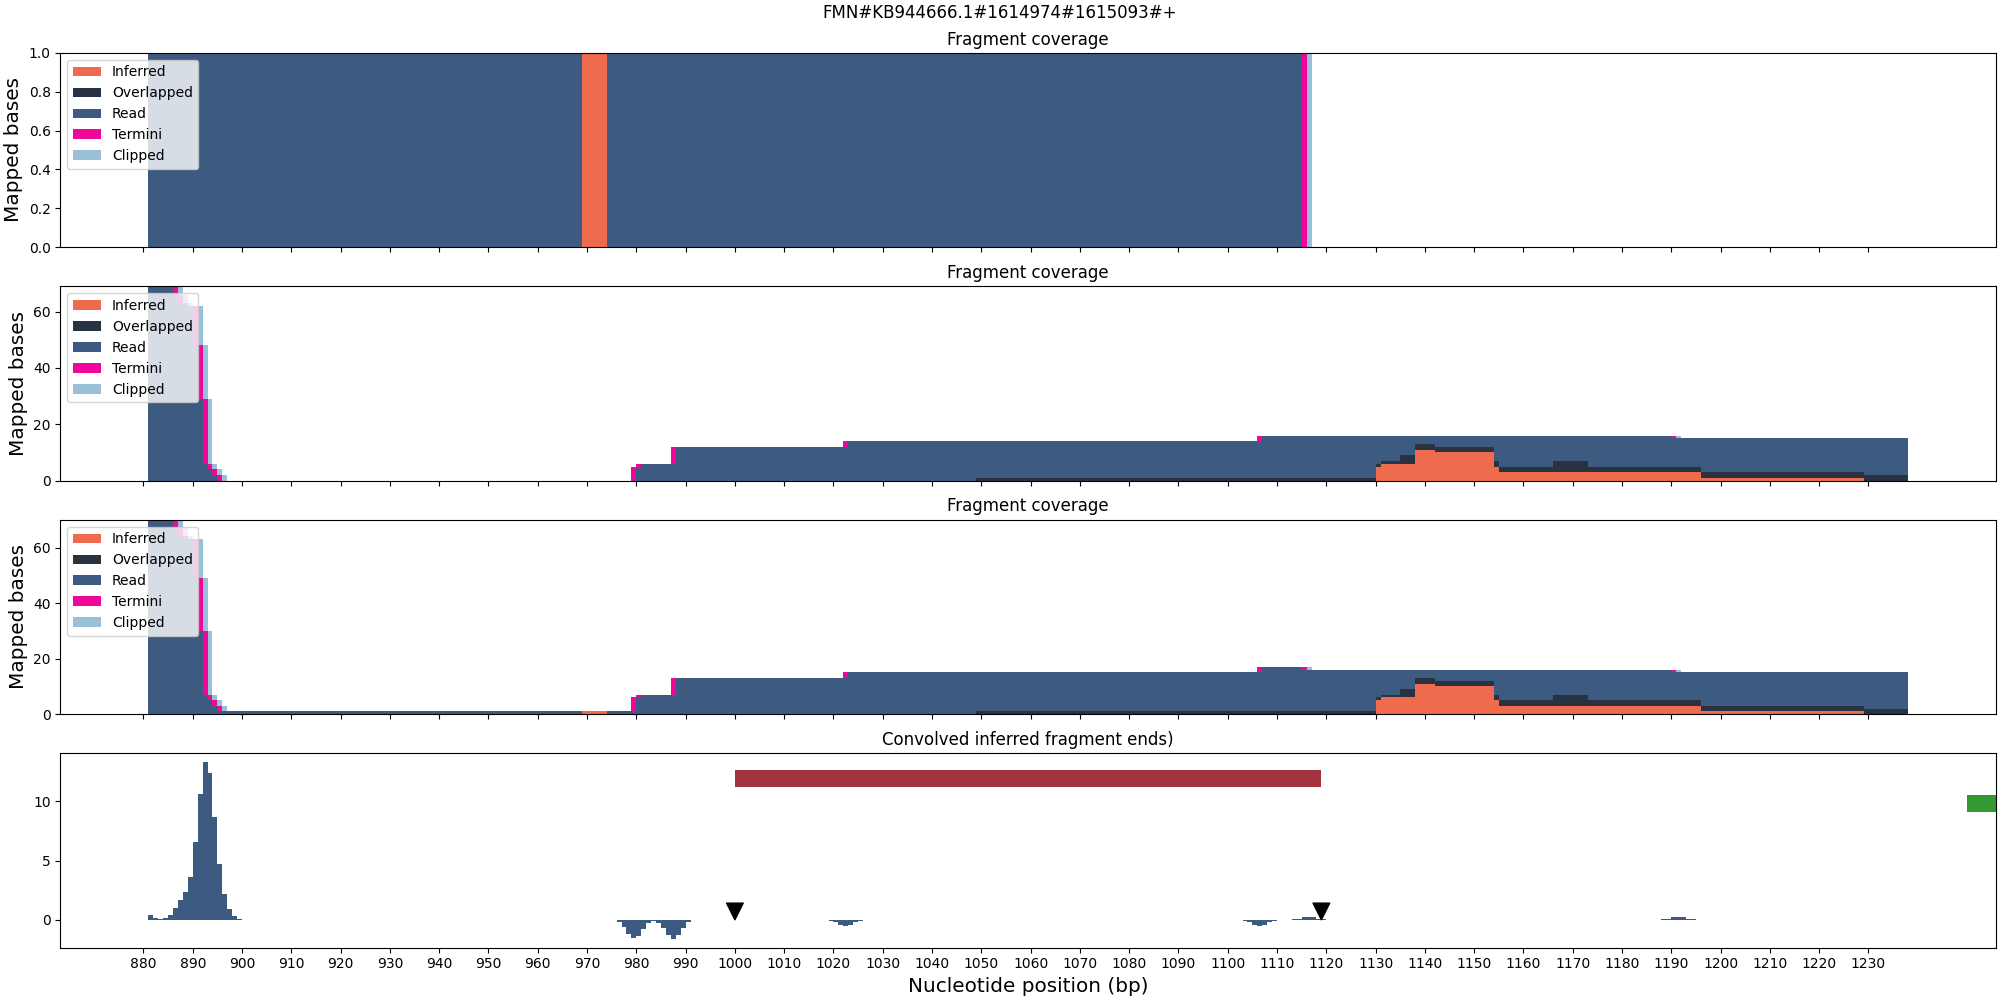 FMN#KB944666.1#1614974#1615093#+
Fragment coverage
Mapped bases
1.0
0.8
0.6
0.4
0.2
0.0
Inferred
Overlapped
Read
Termini
Clipped
Fragment coverage
Mapped bases
60
40
20
0
Inferred
Overlapped
Read
Termini
Clipped
Fragment coverage
Mapped bases
60
40
20
0
Inferred
Overlapped
Read
Termini
Clipped
Convolved inferred fragment ends)
10
5
0
880 890 900 910 920 930 940 950 960 970 980 990 1000 1010 1020 1030 1040 1050 1060 1070 1080 1090 1100 1110 1120 1130 1140 1150 1160 1170 1180 1190 1200 1210 1220 1230
Nucleotide position (bp)